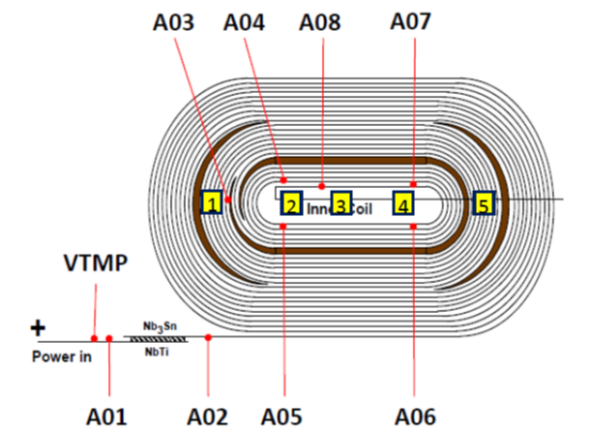 A03 A04 A08 A07
1 2 Inne 3 Coil 4 5
VTMP
+
Nb3Sn
Power in
NbTi
A01 A02 A05 A06